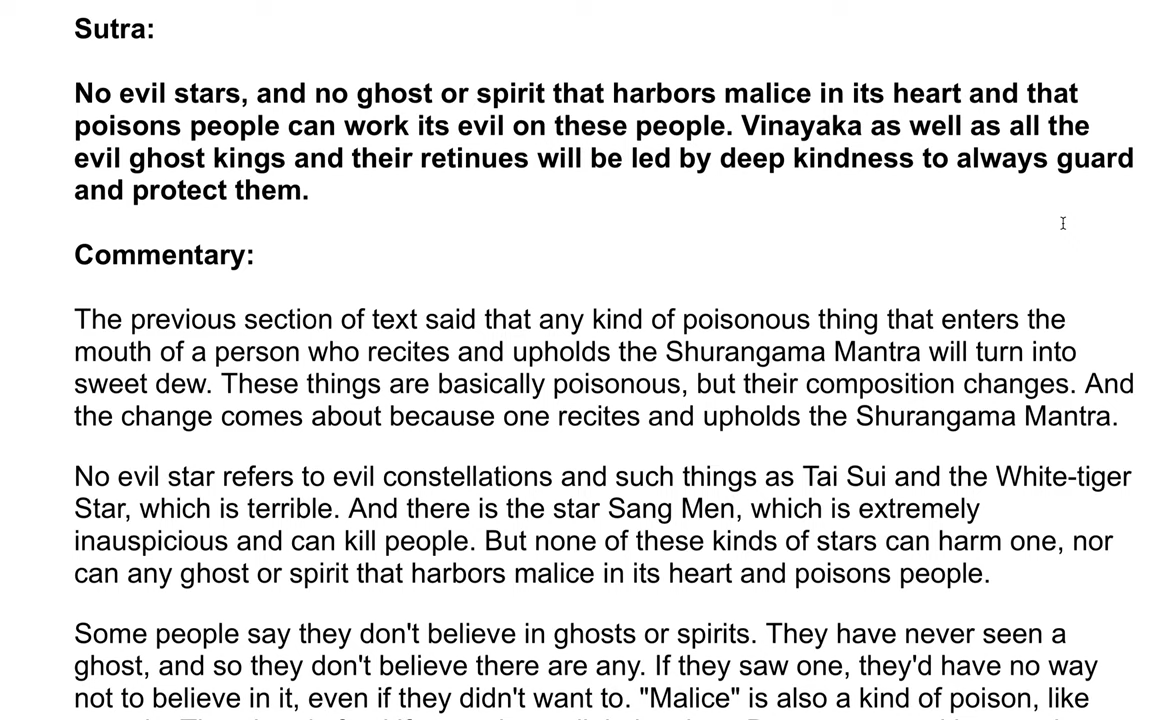 Sutra:
No evil stars, and no ghost or spirit that harbors malice in its heart and that
poisons people can work its evil on these people. Vinayaka as well as all the
evil ghost kings and their retinues will be led by deep kindness to always guard
and protect them.
Commentary:
The previous section of text said that any kind of poisonous thing that enters the
mouth of a person who recites and upholds the Shurangama Mantra will turn into
sweet dew. These things are basically poisonous, but their composition changes. And
the change comes about because one recites and upholds the Shurangama Mantra.
No evil star refers to evil constellations and such things as Tai Sui and the White-tiger
Star, which is terrible. And there is the star Sang Men, which is extremely
inauspicious and can kill people. But none of these kinds of stars can harm one, nor
can any ghost or spirit that harbors malice in its heart and poisons people.
Some people say they don't believe in ghosts or spirits. They have never seen a
ghost, and so they don't believe there are any. If they saw one, they'd have no way
not to believe in it, even if they didn't want to. "Malice" is also a kind of poison, like